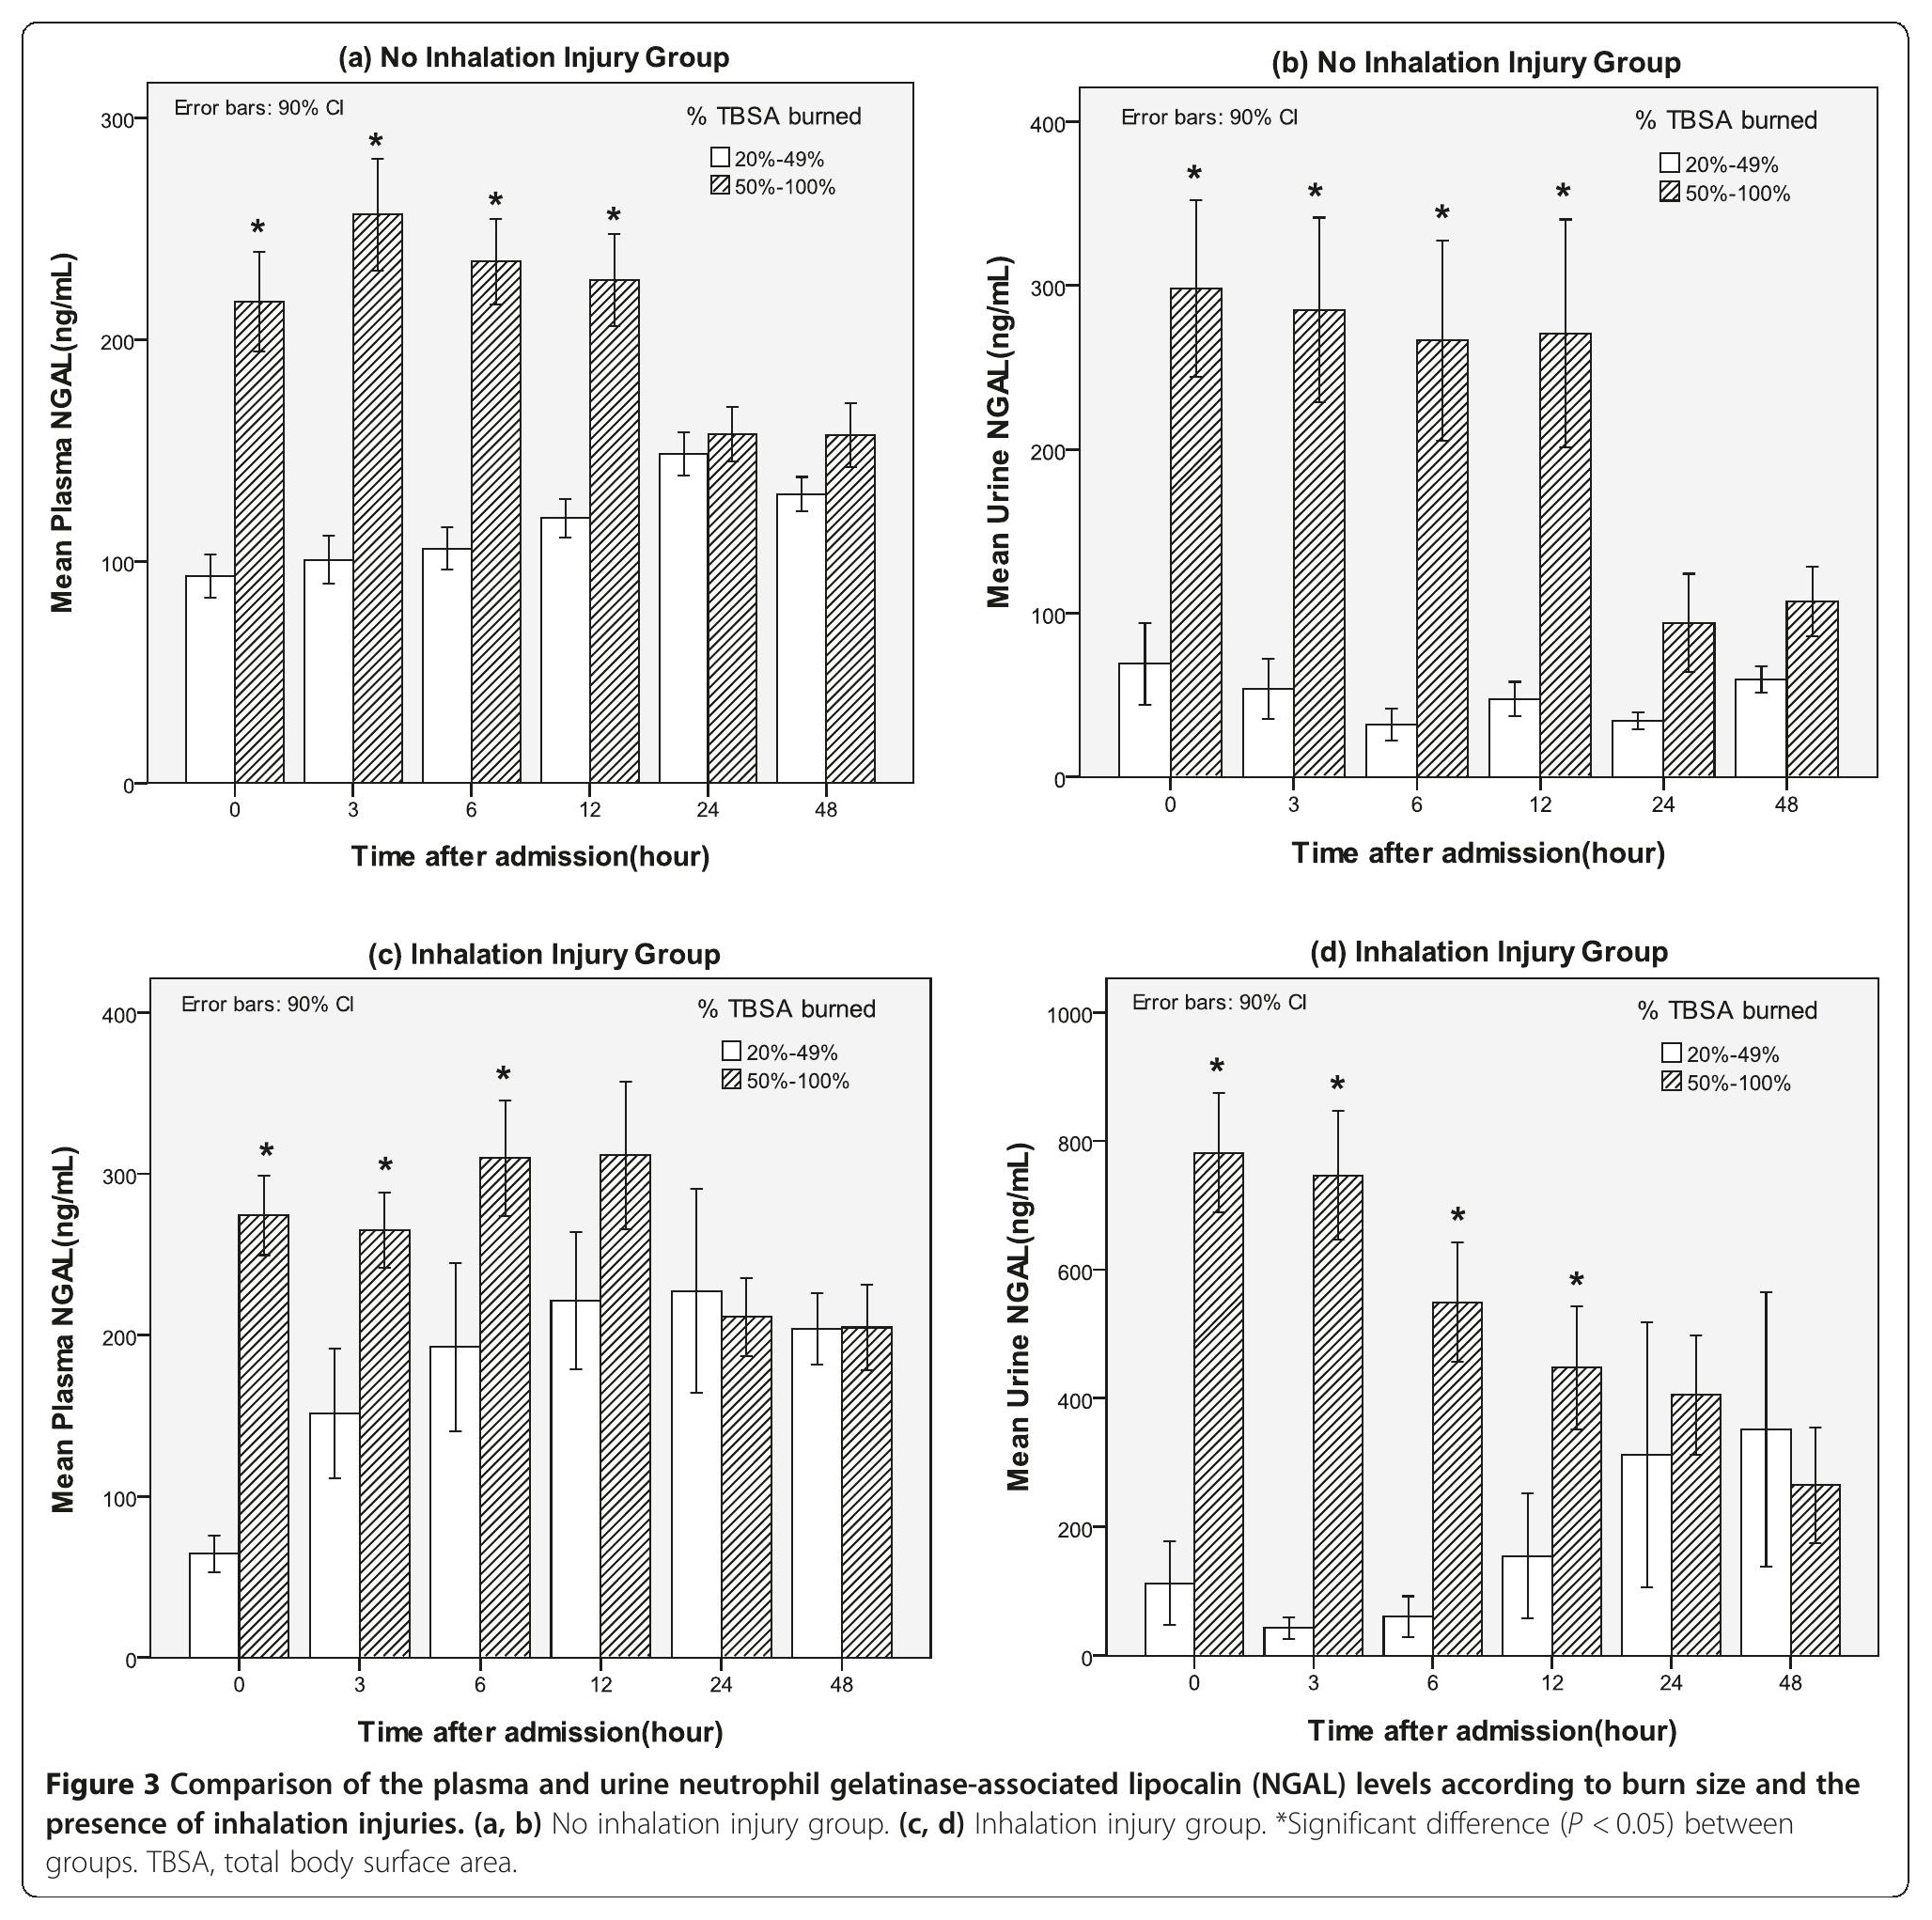 (a) No Inhalation Injury Group
Error bars: 90% CI
% TBSA burned
20%-49%
50%-100%
Mean Plasma NGAL(ng/mL)
300
200
100
0
0 3 6 12 24 48
Time after admission(hour)
* * * *
(b) No Inhalation Injury Group
Error bars: 90% CI
% TBSA burned
20%-49%
50%-100%
Mean Urine NGAL(ng/mL)
400
300
200
100
0
0 3 6 12 24 48
Time after admission(hour)
* * * *
(c) Inhalation Injury Group
Error bars: 90% CI
% TBSA burned
20%-49%
50%-100%
Mean Plasma NGAL(ng/mL)
400
300
200
100
0
0 3 6 12 24 48
Time after admission(hour)
* * *
(d) Inhalation Injury Group
Error bars: 90% CI
% TBSA burned
20%-49%
50%-100%
Mean Urine NGAL(ng/mL)
1000
800
600
400
200
0
0 3 6 12 24 48
Time after admission(hour)
* * * *
Figure 3 Comparison of the plasma and urine neutrophil gelatinase-associated lipocalin (NGAL) levels according to burn size and the
presence of inhalation injuries. (a, b) No inhalation injury group. (c, d) Inhalation injury group. *Significant difference (P < 0.05) between
groups. TBSA, total body surface area.